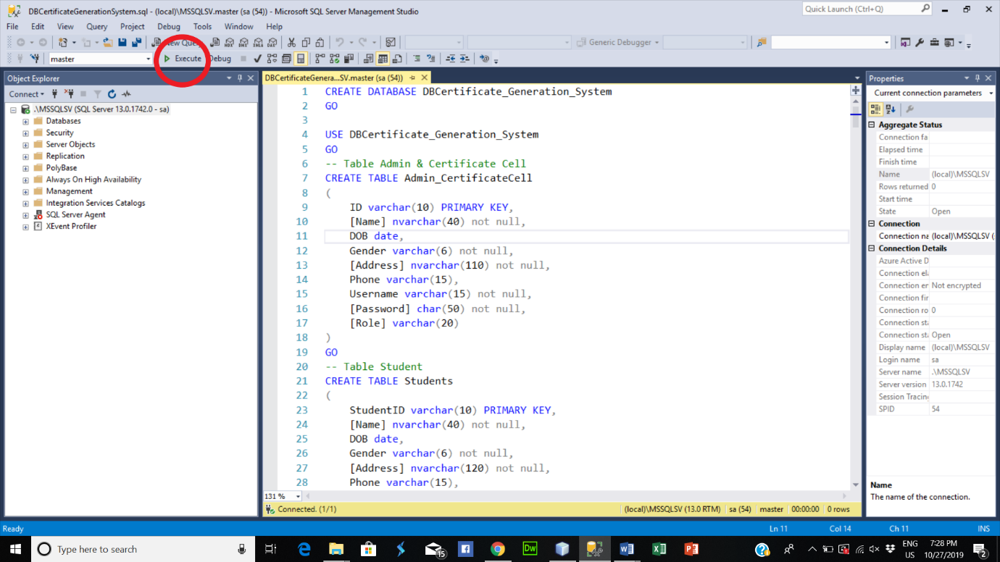 DBCertificateGenerationSystem.sql - (local)\MSSQLSV.master (sa (54)) - Microsoft SQL Server Management Studio
Quick Launch (Ctrl+Q)
File Edit View Query Project Debug Tools Window Help
New Query
Generic Debugger
master
Execute
Debug
Object Explorer
Connect
.\MSSQLSV (SQL Server 13.0.1742.0 - sa)
Databases
Security
Server Objects
Replication
PolyBase
Always On High Availability
Management
Integration Services Catalogs
SQL Server Agent
XEvent Profiler
DBCertificateGenera...SV.master (sa (54))
1 CREATE DATABASE DBCertificate_Generation_System
2 GO
3
4 USE DBCertificate_Generation_System
5 GO
6 -- Table Admin & Certificate Cell
7 CREATE TABLE Admin_CertificateCell
8 (
9 ID varchar(10) PRIMARY KEY,
10 [Name] nvarchar(40) not null,
11 DOB date,
12 Gender varchar(6) not null,
13 [Address] nvarchar(110) not null,
14 Phone varchar(15),
15 Username varchar(15) not null,
16 [Password] char(50) not null,
17 [Role] varchar(20)
18 )
19 GO
20 -- Table Student
21 CREATE TABLE Students
22 (
23 StudentID varchar(10) PRIMARY KEY,
24 [Name] nvarchar(40) not null,
25 DOB date,
26 Gender varchar(6) not null,
27 [Address] nvarchar(120) not null,
28 Phone varchar(15),
131 %
Connected. (1/1)
(local)\MSSQLSV (13.0 RTM) sa (54) master 00:00:00 0 rows
Properties
Current connection parameters
Aggregate Status
Connection fa
Elapsed time
Finish time
Name (local)\MSSQLSV
Rows returned 0
Start time
State Open
Connection
Connection na (local)\MSSQLSV (
Connection Details
Azure Active D
Connection ela
Connection en Not encrypted
Connection fin
Connection ro 0
Connection sta
Connection sta Open
Display name (local)\MSSQLSV
Login name sa
Server name .\MSSQLSV
Server version 13.0.1742
Session Tracing
SPID 54
Name
The name of the connection.
Ready
Ln 11 Col 14 Ch 11 INS
Type here to search
15
Dw
ENG
US
7:28 PM
10/27/2019
2